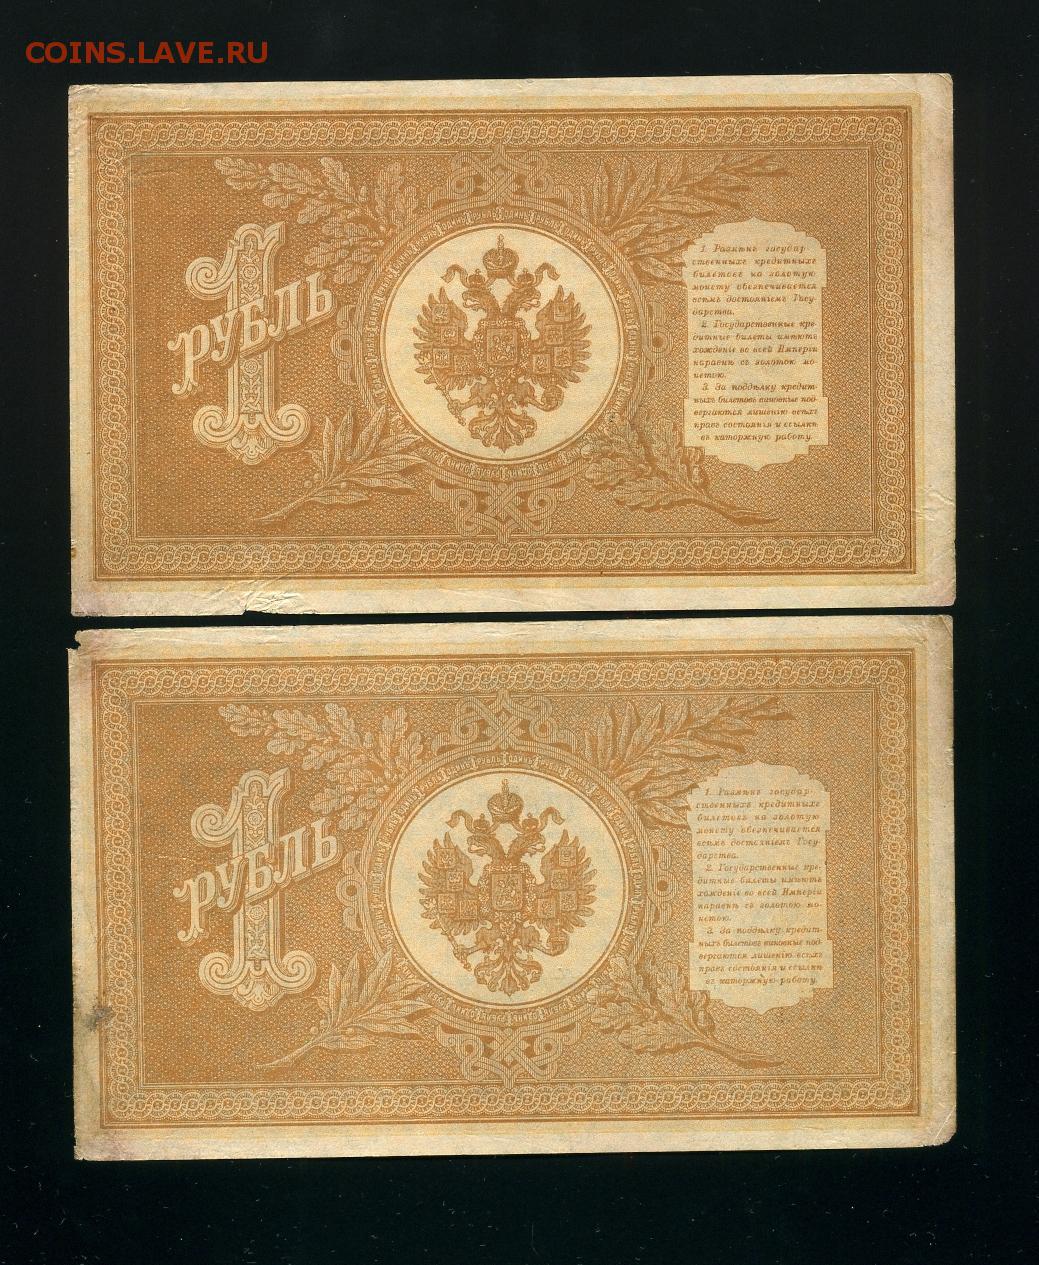 COINS.LAVE.RU
1
РУБЛЬ
1. Размѣнъ государ-
ственныхъ кредитныхъ
билетовъ на золотую
монету обезпечивается
всѣмъ достояніемъ Госу-
дарства.
2. Государственные кре-
дитные билеты имѣютъ
хожденіе во всей Имперіи
наравнѣ съ золотою мо-
нетою.
3. За поддѣлку кредит-
ныхъ билетовъ виновные под-
вергаются лишенію всѣхъ
правъ состоянія и ссылкѣ
въ каторжную работу.
1
РУБЛЬ
1. Размѣнъ государ-
ственныхъ кредитныхъ
билетовъ на золотую
монету обезпечивается
всѣмъ достояніемъ Госу-
дарства.
2. Государственные кре-
дитные билеты имѣютъ
хожденіе во всей Имперіи
наравнѣ съ золотою мо-
нетою.
3. За поддѣлку кредит-
ныхъ билетовъ виновные под-
вергаются лишенію всѣхъ
правъ состоянія и ссылкѣ
въ каторжную работу.